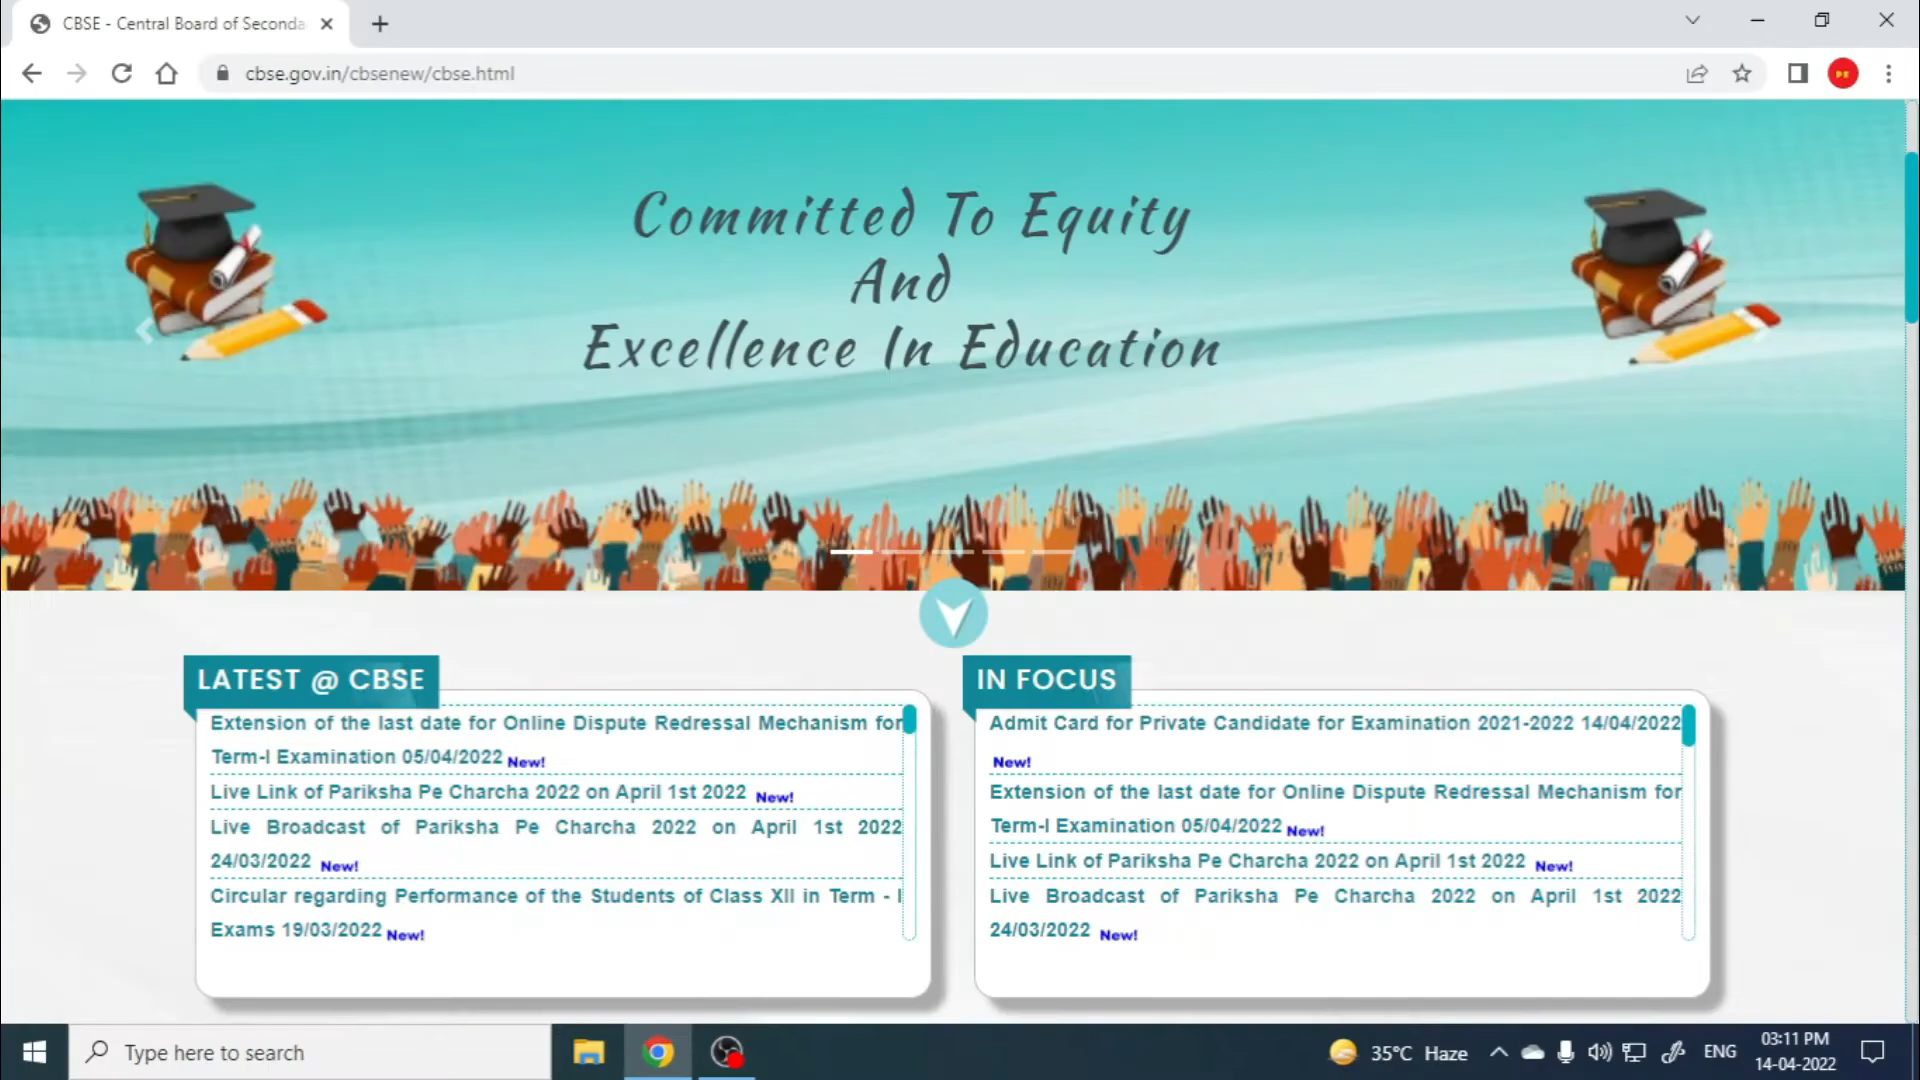 CBSE - Central Board of Seconda
cbse.gov.in/cbsenew/cbse.html
Committed To Equity
And
Excellence In Education
LATEST @ CBSE
Extension of the last date for Online Dispute Redressal Mechanism for
Term-I Examination 05/04/2022 New!
Live Link of Pariksha Pe Charcha 2022 on April 1st 2022 New!
Live Broadcast of Pariksha Pe Charcha 2022 on April 1st 2022
24/03/2022 New!
Circular regarding Performance of the Students of Class XII in Term - I
Exams 19/03/2022 New!
IN FOCUS
Admit Card for Private Candidate for Examination 2021-2022 14/04/2022
New!
Extension of the last date for Online Dispute Redressal Mechanism for
Term-I Examination 05/04/2022 New!
Live Link of Pariksha Pe Charcha 2022 on April 1st 2022 New!
Live Broadcast of Pariksha Pe Charcha 2022 on April 1st 2022
24/03/2022 New!
Type here to search
35°C Haze
ENG
03:11 PM
14-04-2022